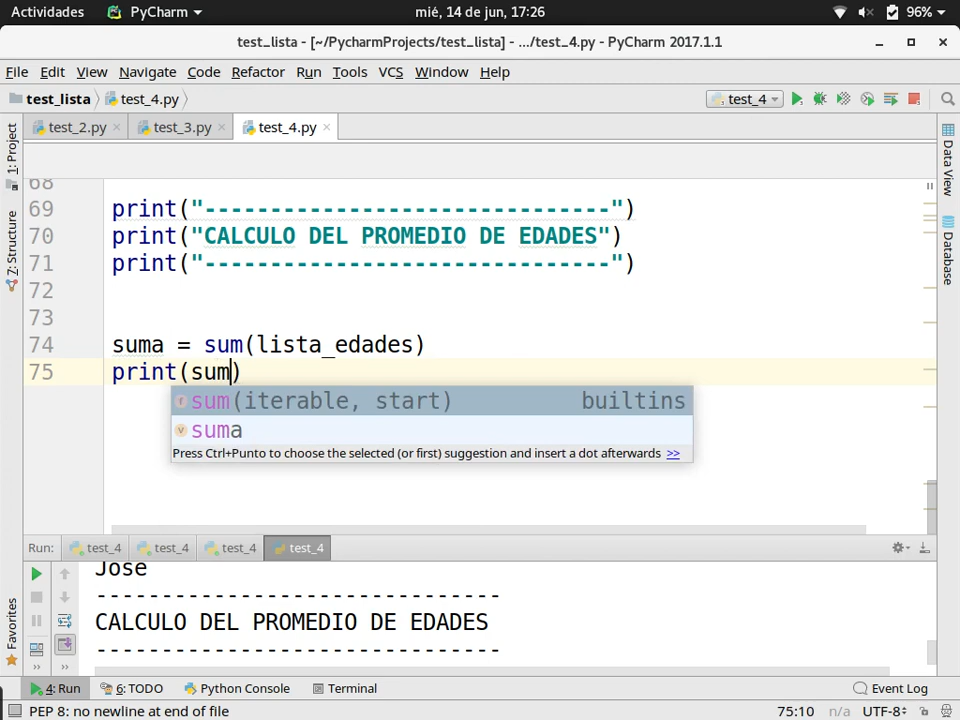 Actividades PyCharm mié, 14 de jun, 17:26 96%
test_lista - [~/PycharmProjects/test_lista] - .../test_4.py - PyCharm 2017.1.1
File Edit View Navigate Code Refactor Run Tools VCS Window Help
test_lista test_4.py test_4
test_2.py test_3.py test_4.py
1: Project
7: Structure
Favorites
Data View
Database
68
69 print("-------------------------------")
70 print("CALCULO DEL PROMEDIO DE EDADES")
71 print("-------------------------------")
72
73
74 suma = sum(lista_edades)
75 print(sum)
sum(iterable, start) builtins
suma
Press Ctrl+Punto to choose the selected (or first) suggestion and insert a dot afterwards >>
Run: test_4 test_4 test_4 test_4
Jose
-------------------------------
CALCULO DEL PROMEDIO DE EDADES
-------------------------------
4: Run 6: TODO Python Console Terminal Event Log
PEP 8: no newline at end of file 75:10 n/a UTF-8